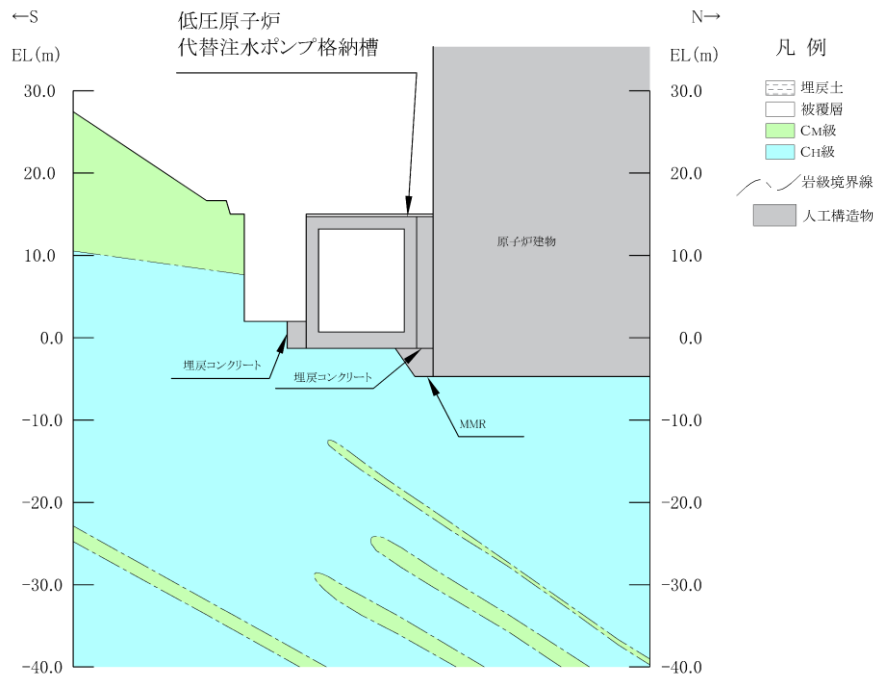 ←S
N→
EL(m)
EL(m)
低圧原子炉
代替注水ポンプ格納槽
凡 例
埋戻土
被覆層
CM級
CH級
岩級境界線
人工構造物
30.0
20.0
10.0
0.0
-10.0
-20.0
-30.0
-40.0
30.0
20.0
10.0
0.0
-10.0
-20.0
-30.0
-40.0
原子炉建物
埋戻コンクリート
埋戻コンクリート
MMR